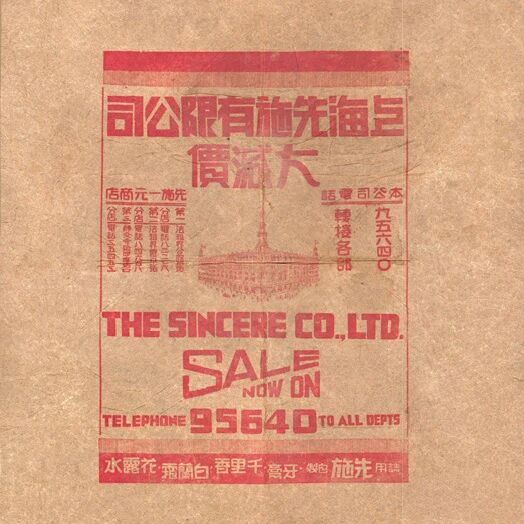 上海先施有限公司
大減價
本公司電話
九五六四〇
轉接各部
先施一元商店
THE SINCERE CO., LTD.
SALE
NOW ON
TELEPHONE 95640 TO ALL DEPTS
請用先施自製·牙膏·千里香·白蘭霜·花露水